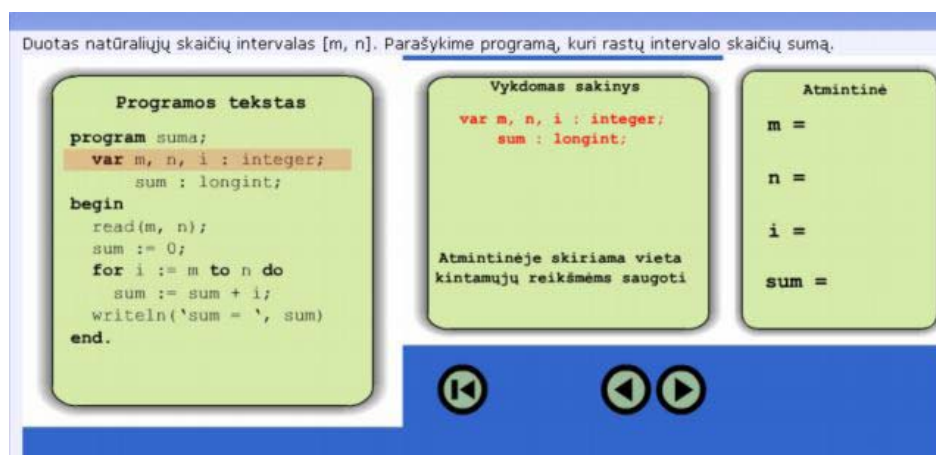 Duotas natūraliųjų skaičių intervalas [m, n]. Parašykime programą, kuri rastų intervalo skaičių sumą.
Programos tekstas
program suma;
var m, n, i : integer;
sum : longint;
begin
read(m, n);
sum := 0;
for i := m to n do
sum := sum + i;
writeln(‘sum = ‘, sum)
end.
Vykdomas sakinys
var m, n, i : integer;
sum : longint;
Atmintinėje skiriama vieta
kintamųjų reikšmėms saugoti
Atmintinė
m =
n =
i =
sum =